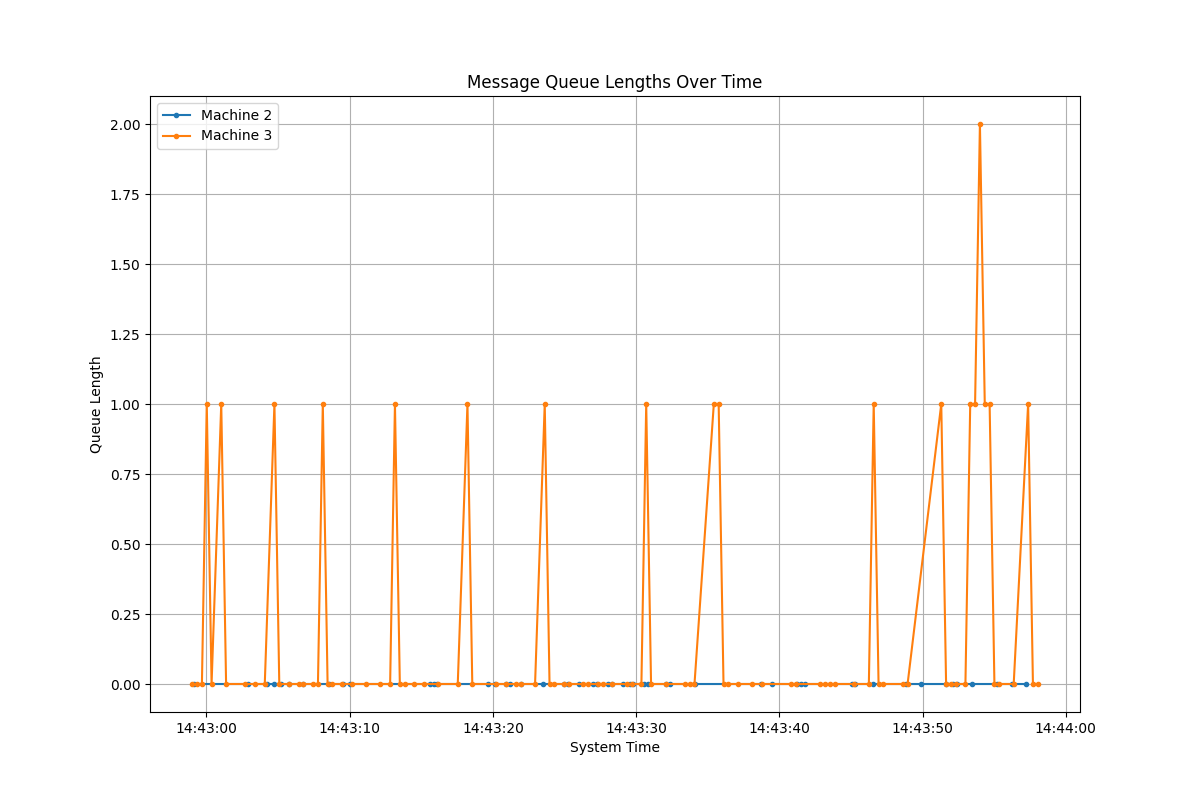 Message Queue Lengths Over Time
Machine 2
Machine 3
2.00
1.75
1.50
1.25
1.00
0.75
0.50
0.25
0.00
Queue Length
14:43:00 14:43:10 14:43:20 14:43:30 14:43:40 14:43:50 14:44:00
System Time